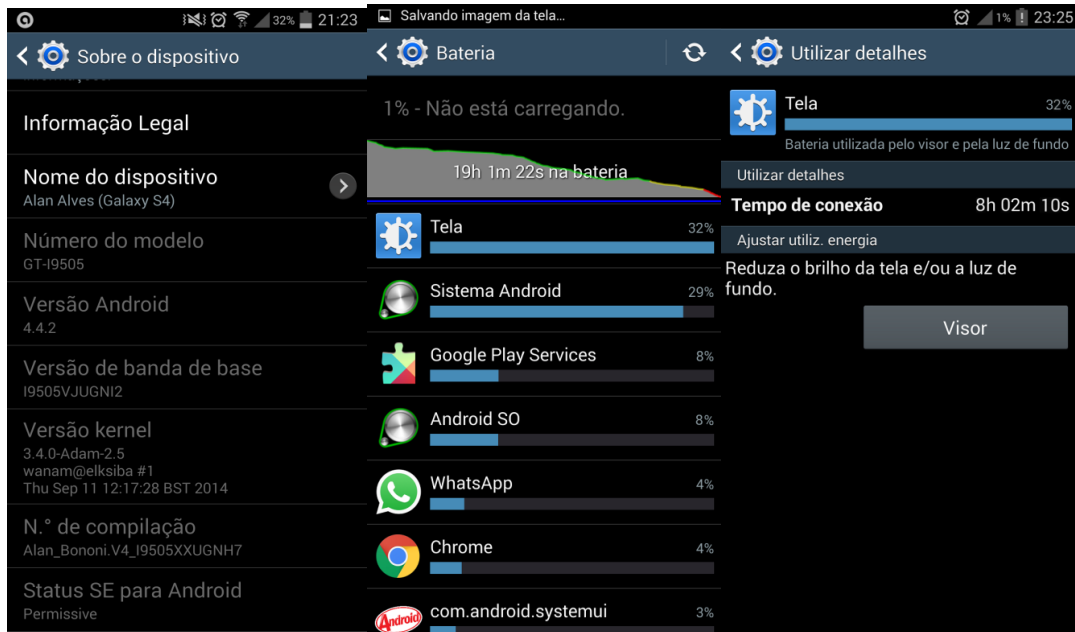 32% 21:23
Sobre o dispositivo
Informação Legal
Nome do dispositivo
Alan Alves (Galaxy S4)
Número do modelo
GT-I9505
Versão Android
4.4.2
Versão de banda de base
I9505VJUGNI2
Versão kernel
3.4.0-Adam-2.5
wanam@elksiba #1
Thu Sep 11 12:17:28 BST 2014
N.° de compilação
Alan_Bononi.V4_I9505XXUGNH7
Status SE para Android
Permissive
Salvando imagem da tela...
Bateria
1% - Não está carregando.
19h 1m 22s na bateria
Tela
32%
Sistema Android
29%
Google Play Services
8%
Android SO
8%
WhatsApp
4%
Chrome
4%
Android
com.android.systemui
3%
1% 23:25
Utilizar detalhes
Tela
32%
Bateria utilizada pelo visor e pela luz de fundo
Utilizar detalhes
Tempo de conexão 8h 02m 10s
Ajustar utiliz. energia
Reduza o brilho da tela e/ou a luz de
fundo.
Visor